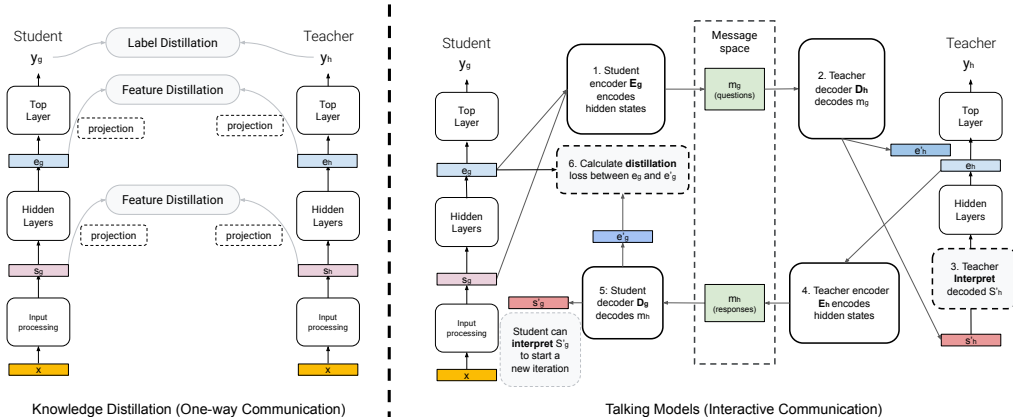 Student
Label Distillation
Teacher
yg
yh
Feature Distillation
Top
Layer
Top
Layer
projection
projection
eg
eh
Hidden
Layers
Feature Distillation
Hidden
Layers
projection
projection
sg
sh
Input
processing
Input
processing
x
x
Knowledge Distillation (One-way Communication)
Student
yg
Top
Layer
eg
Hidden
Layers
sg
Input
processing
x
1. Student
encoder Eg
encodes
hidden states
Message
space
mg
(questions)
2. Teacher
decoder Dh
decodes mg
Teacher
yh
Top
Layer
e'h
eh
Hidden
Layers
3. Teacher
Interpret
decoded S'h
s'h
4. Teacher encoder
Eh encodes
hidden states
mh
(responses)
5: Student
decoder Dg
decodes mh
e'g
6. Calculate distillation
loss between eg and e'g
s'g
Student can
interpret S'g
to start a
new iteration
Talking Models (Interactive Communication)